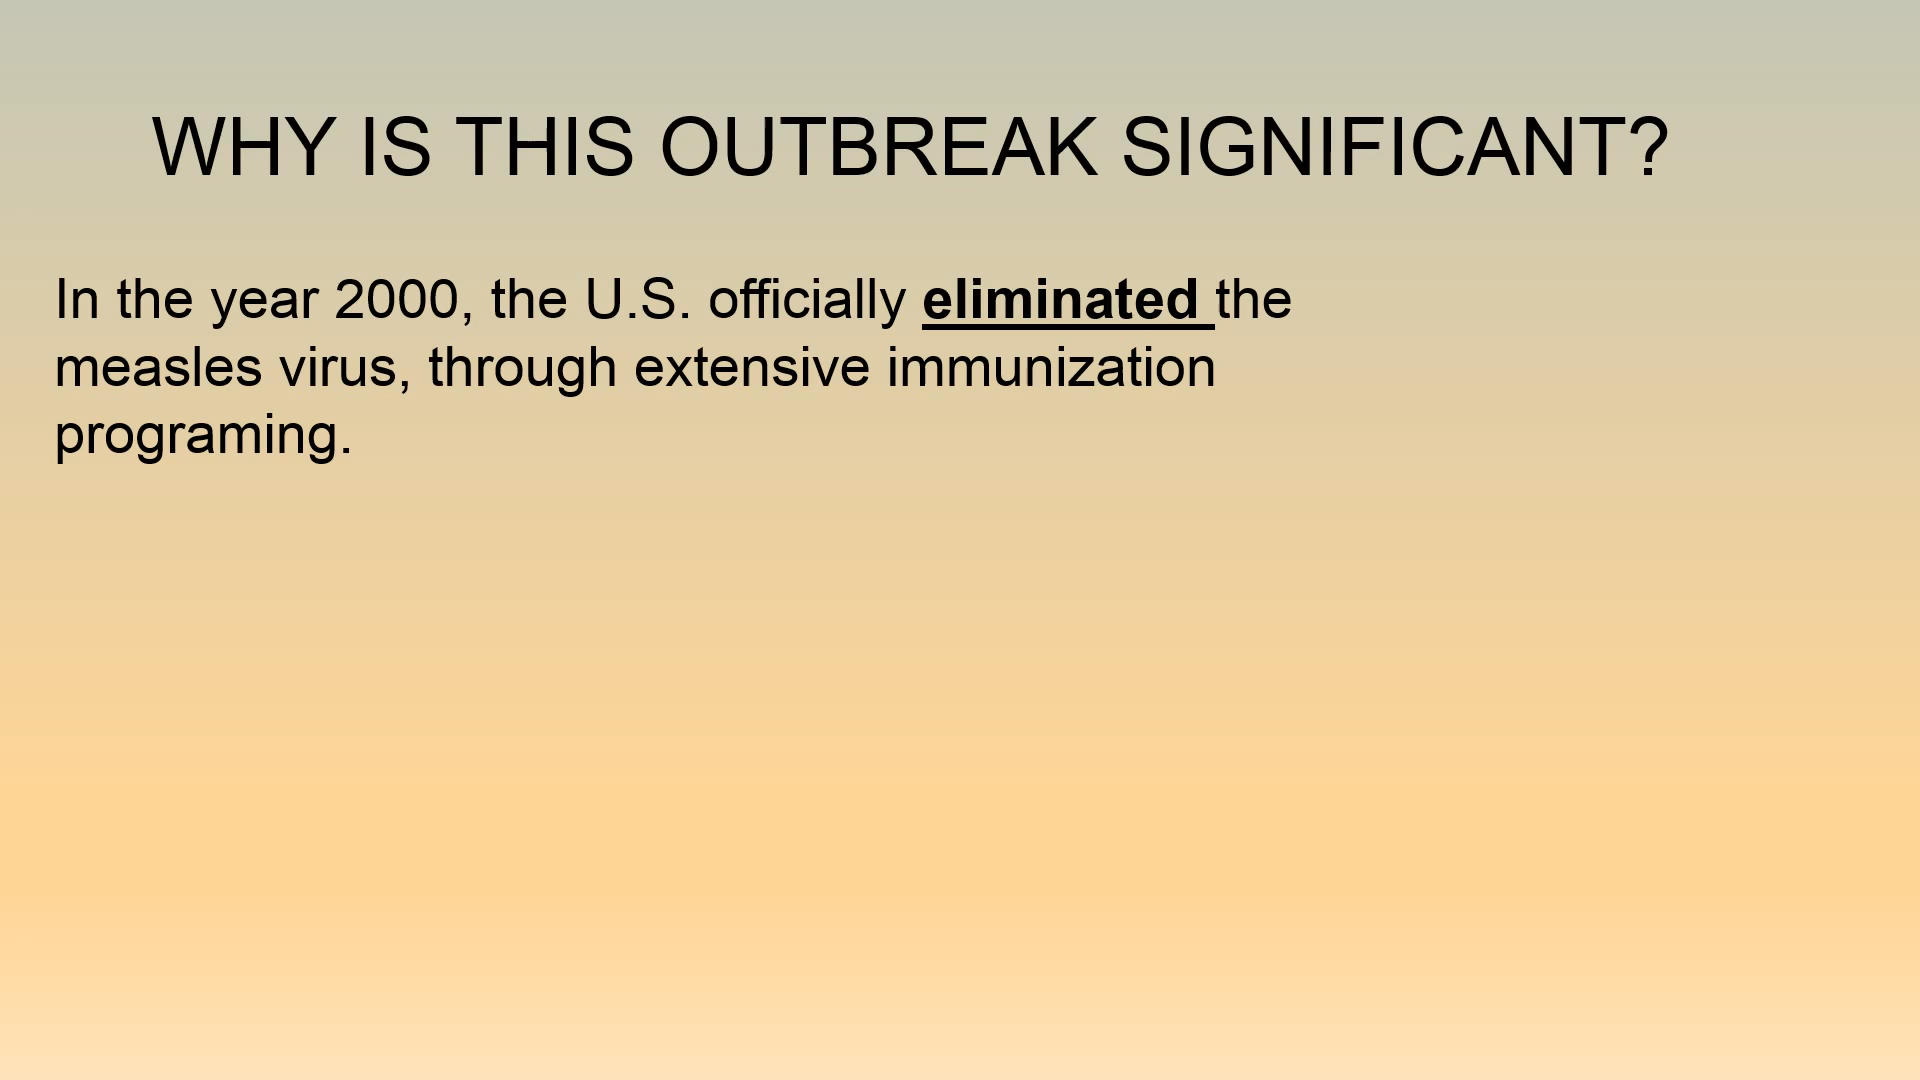 WHY IS THIS OUTBREAK SIGNIFICANT?
In the year 2000, the U.S. officially eliminated the
measles virus, through extensive immunization
programing.